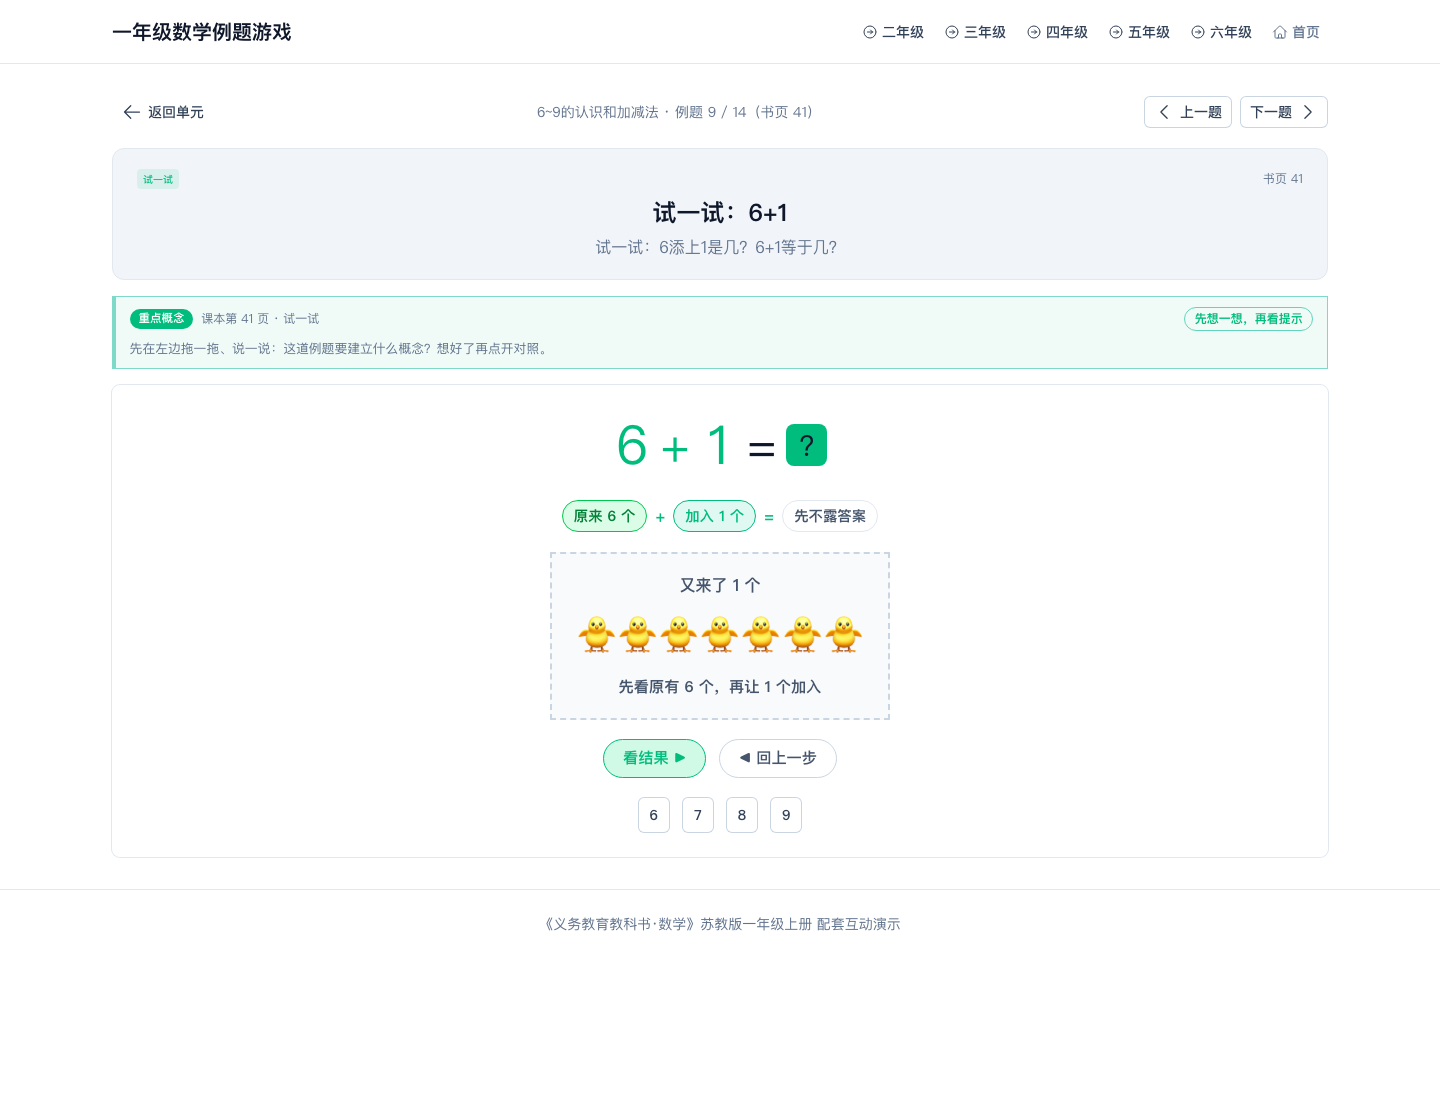 一年级数学例题游戏
二年级 三年级 四年级 五年级 六年级 首页
返回单元
6~9的认识和加减法 · 例题 9 / 14（书页 41）
上一题 下一题
试一试 书页 41
试一试：6+1
试一试：6添上1是几？6+1等于几？
重点概念 课本第 41 页 · 试一试 先想一想，再看提示
先在左边拖一拖、说一说：这道例题要建立什么概念？想好了再点开对照。
6 + 1 = ?
原来 6 个 + 加入 1 个 = 先不露答案
又来了 1 个
先看原有 6 个，再让 1 个加入
看结果 ▶ ◀ 回上一步
6 7 8 9
《义务教育教科书·数学》苏教版一年级上册 配套互动演示